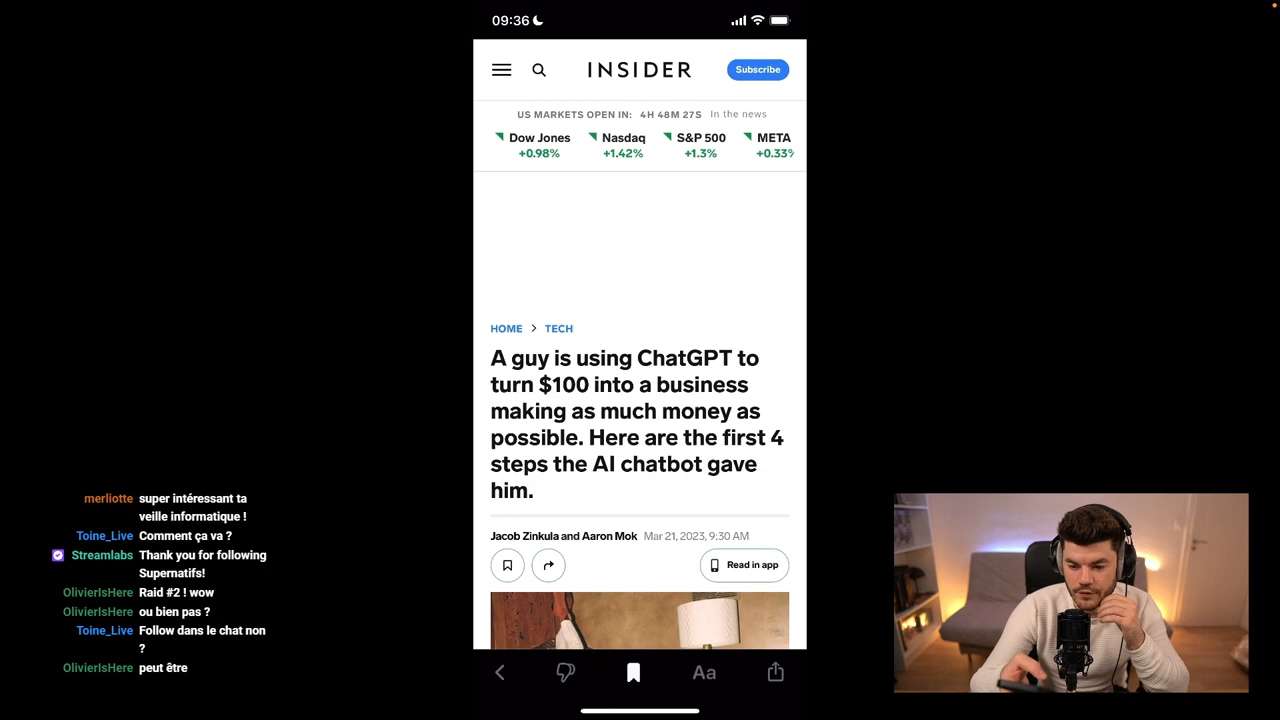 09:36
INSIDER
Subscribe
US MARKETS OPEN IN: 4H 48M 27S In the news
Dow Jones Nasdaq S&P 500 META
+0.98% +1.42% +1.3% +0.33%
HOME > TECH
A guy is using ChatGPT to
turn $100 into a business
making as much money as
possible. Here are the first 4
steps the AI chatbot gave
him.
Jacob Zinkula and Aaron Mok Mar 21, 2023, 9:30 AM
Read in app
Aa
merliotte super intéressant ta
veille informatique !
Toine_Live Comment ça va ?
Streamlabs Thank you for following
Supernatifs!
OlivierIsHere Raid #2 ! wow
OlivierIsHere ou bien pas ?
Toine_Live Follow dans le chat non
?
OlivierIsHere peut être